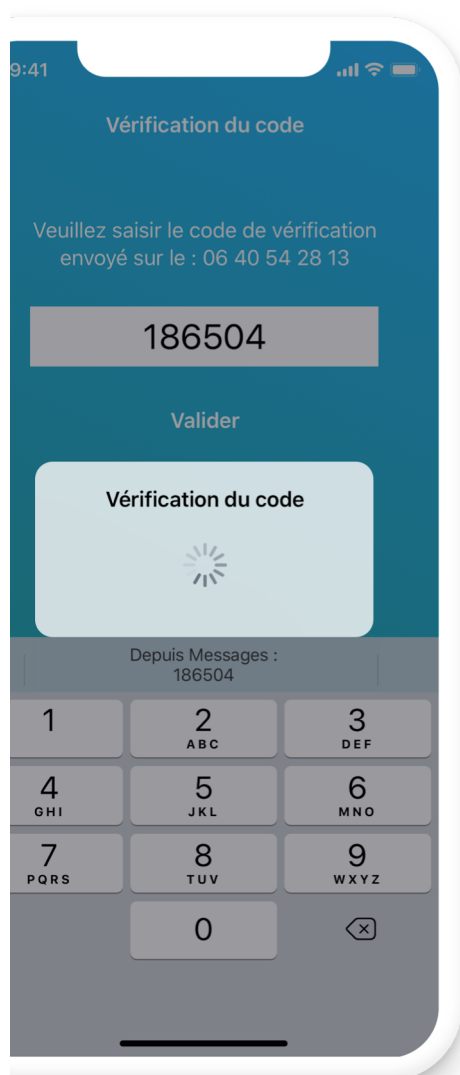 9:41
Vérification du code
Veuillez saisir le code de vérification
envoyé sur le : 06 40 54 28 13
186504
Valider
Vérification du code
Depuis Messages :
186504
1
2
ABC
3
DEF
4
GHI
5
JKL
6
MNO
7
PQRS
8
TUV
9
WXYZ
0